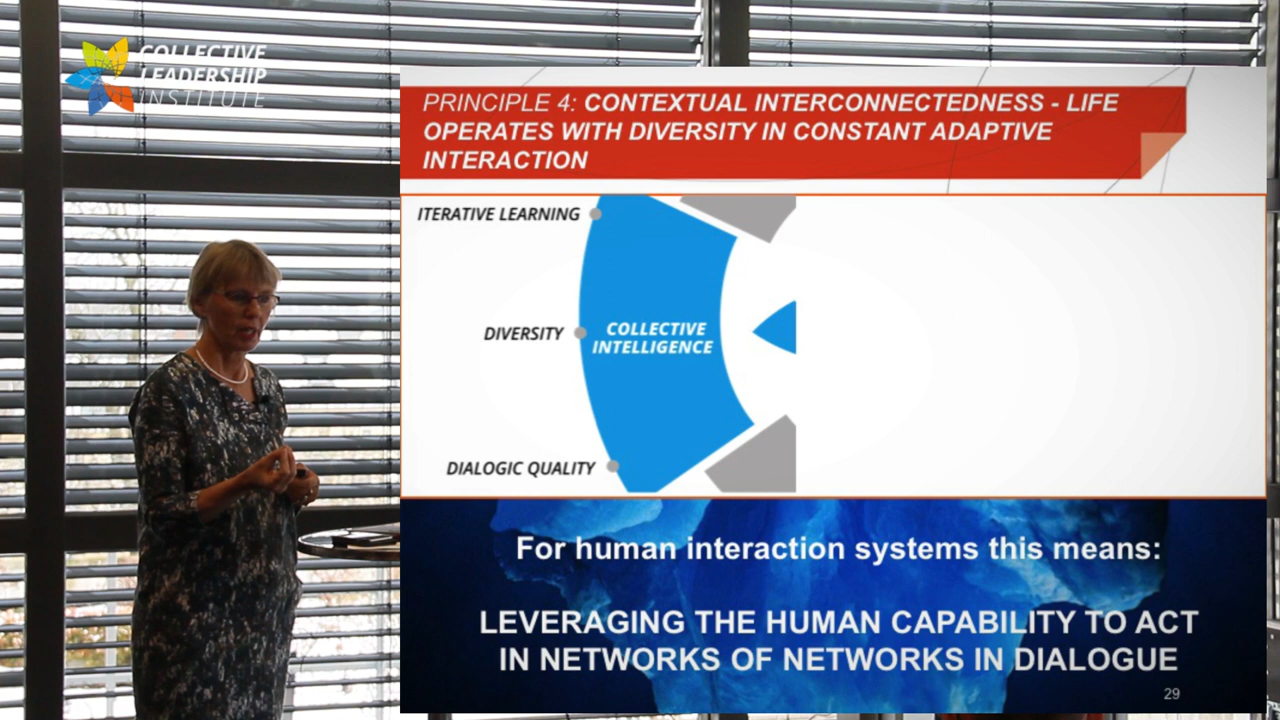 COLLECTIVE
LEADERSHIP
INSTITUTE
PRINCIPLE 4: CONTEXTUAL INTERCONNECTEDNESS - LIFE
OPERATES WITH DIVERSITY IN CONSTANT ADAPTIVE
INTERACTION
ITERATIVE LEARNING
DIVERSITY
COLLECTIVE
INTELLIGENCE
DIALOGIC QUALITY
For human interaction systems this means:
LEVERAGING THE HUMAN CAPABILITY TO ACT
IN NETWORKS OF NETWORKS IN DIALOGUE
29